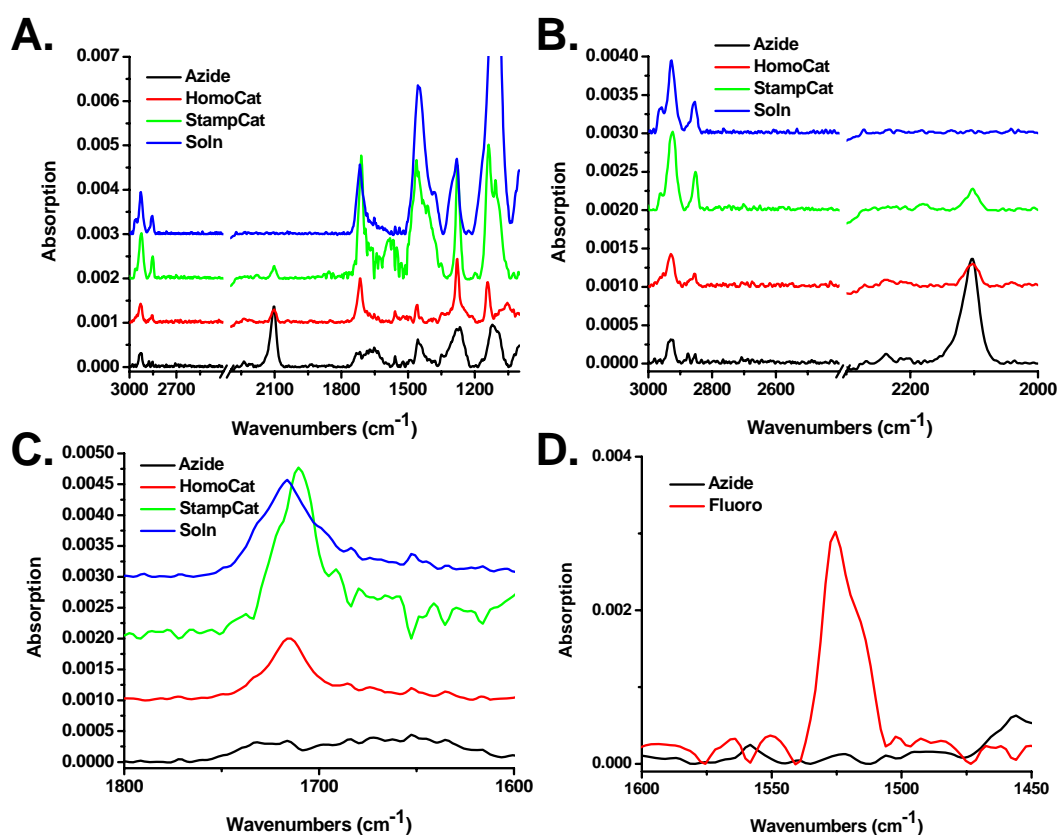 A.
0.007
0.006
0.005
0.004
0.003
0.002
0.001
0.000
Absorption
Azide
HomoCat
StampCat
Soln
3000 2700 2100 1800 1500 1200
Wavenumbers (cm-1)
B.
0.0040
0.0035
0.0030
0.0025
0.0020
0.0015
0.0010
0.0005
0.0000
Absorption
Azide
HomoCat
StampCat
Soln
3000 2800 2600 2200 2100 2000
Wavenumbers (cm-1)
C.
0.0050
0.0045
0.0040
0.0035
0.0030
0.0025
0.0020
0.0015
0.0010
0.0005
0.0000
Absorption
Azide
HomoCat
StampCat
Soln
1800 1700 1600
Wavenumbers (cm-1)
D.
0.004
0.002
0.000
Absorption
Azide
Fluoro
1600 1550 1500 1450
Wavenumbers (cm-1)